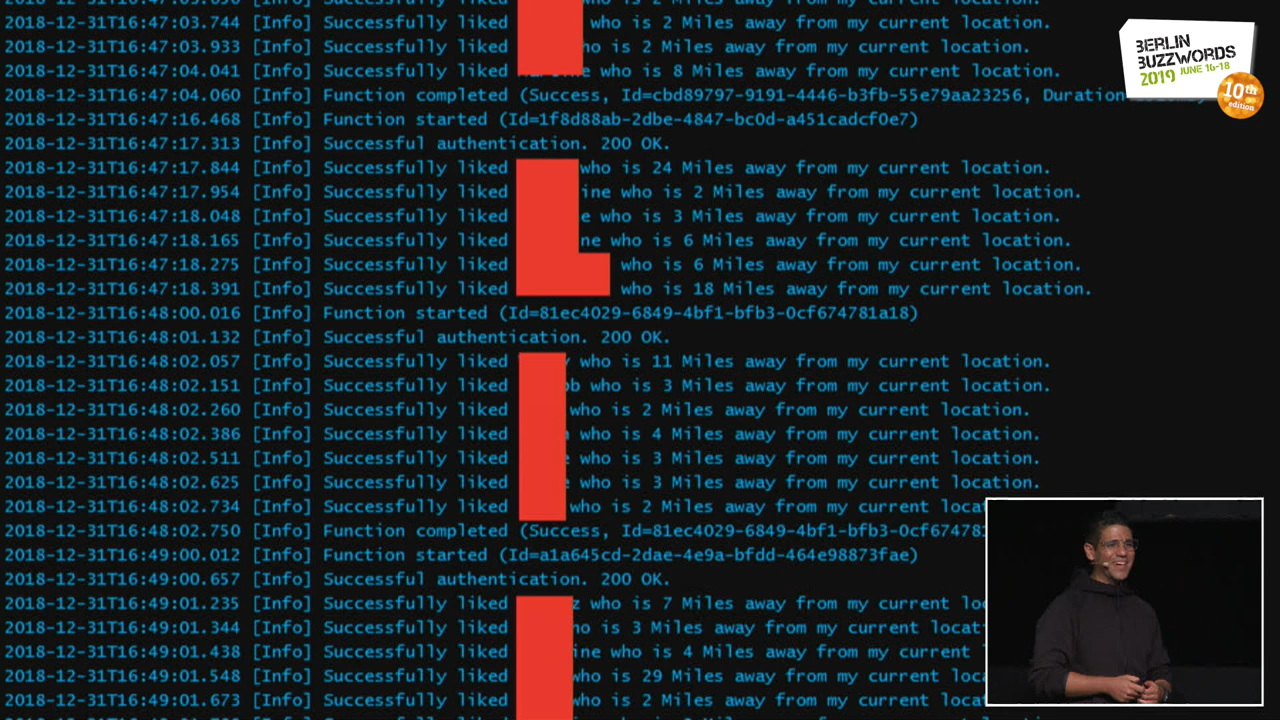 2018-12-31T16:47:03.744 [Info] Successfully liked who is 2 Miles away from my current location.
2018-12-31T16:47:03.933 [Info] Successfully liked who is 2 Miles away from my current location.
2018-12-31T16:47:04.041 [Info] Successfully liked who is 8 Miles away from my current location.
2018-12-31T16:47:04.060 [Info] Function completed (Success, Id=cbd89797-9191-4446-b3fb-55e79aa23256, Duration
2018-12-31T16:47:16.468 [Info] Function started (Id=1f8d88ab-2dbe-4847-bc0d-a451cadcf0e7)
2018-12-31T16:47:17.313 [Info] Successful authentication. 200 OK.
2018-12-31T16:47:17.844 [Info] Successfully liked who is 24 Miles away from my current location.
2018-12-31T16:47:17.954 [Info] Successfully liked ine who is 2 Miles away from my current location.
2018-12-31T16:47:18.048 [Info] Successfully liked e who is 3 Miles away from my current location.
2018-12-31T16:47:18.165 [Info] Successfully liked ne who is 6 Miles away from my current location.
2018-12-31T16:47:18.275 [Info] Successfully liked who is 6 Miles away from my current location.
2018-12-31T16:47:18.391 [Info] Successfully liked who is 18 Miles away from my current location.
2018-12-31T16:48:00.016 [Info] Function started (Id=81ec4029-6849-4bf1-bfb3-0cf674781a18)
2018-12-31T16:48:01.132 [Info] Successful authentication. 200 OK.
2018-12-31T16:48:02.057 [Info] Successfully liked who is 11 Miles away from my current location.
2018-12-31T16:48:02.151 [Info] Successfully liked who is 3 Miles away from my current location.
2018-12-31T16:48:02.260 [Info] Successfully liked who is 2 Miles away from my current location.
2018-12-31T16:48:02.386 [Info] Successfully liked who is 4 Miles away from my current location.
2018-12-31T16:48:02.511 [Info] Successfully liked who is 3 Miles away from my current location.
2018-12-31T16:48:02.625 [Info] Successfully liked who is 3 Miles away from my current location.
2018-12-31T16:48:02.734 [Info] Successfully liked who is 2 Miles away from my current location.
2018-12-31T16:48:02.750 [Info] Function completed (Success, Id=81ec4029-6849-4bf1-bfb3-0cf67478
2018-12-31T16:49:00.012 [Info] Function started (Id=a1a645cd-2dae-4e9a-bfdd-464e98873fae)
2018-12-31T16:49:00.657 [Info] Successful authentication. 200 OK.
2018-12-31T16:49:01.235 [Info] Successfully liked z who is 7 Miles away from my current lo
2018-12-31T16:49:01.344 [Info] Successfully liked who is 3 Miles away from my current locat
2018-12-31T16:49:01.438 [Info] Successfully liked ine who is 4 Miles away from my current
2018-12-31T16:49:01.548 [Info] Successfully liked who is 29 Miles away from my current loca
2018-12-31T16:49:01.673 [Info] Successfully liked who is 2 Miles away from my current loca
BERLIN
BUZZWORDS
2019 JUNE 16-18
10th
edition